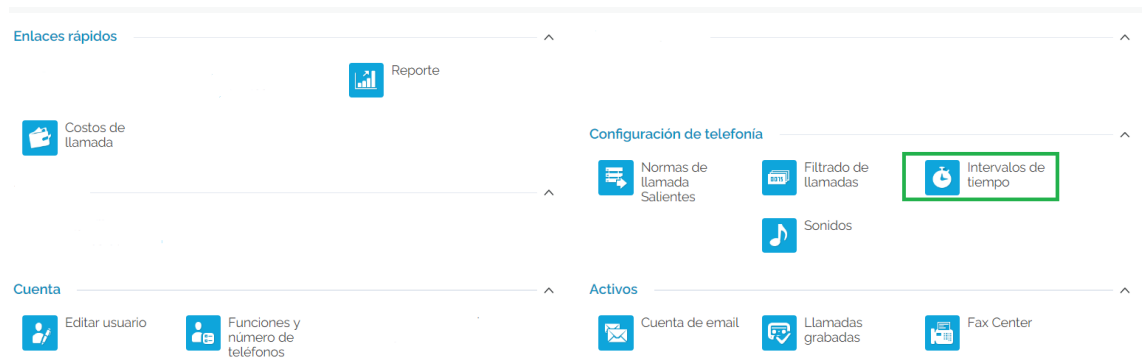 Enlaces rápidos
Reporte
Costos de
llamada
Configuración de telefonía
Normas de
llamada
Salientes
Filtrado de
llamadas
Intervalos de
tiempo
Sonidos
Cuenta
Editar usuario
Funciones y
número de
teléfonos
Activos
Cuenta de email
Llamadas
grabadas
Fax Center